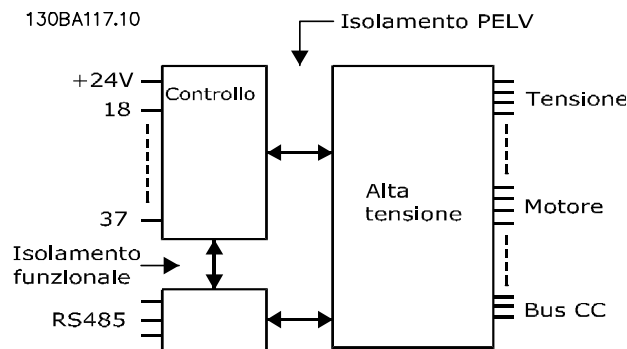 130BA117.10
Isolamento PELV
+24V
Controllo
18
Tensione
Alta
tensione
37
Motore
Isolamento
funzionale
RS485
Bus CC